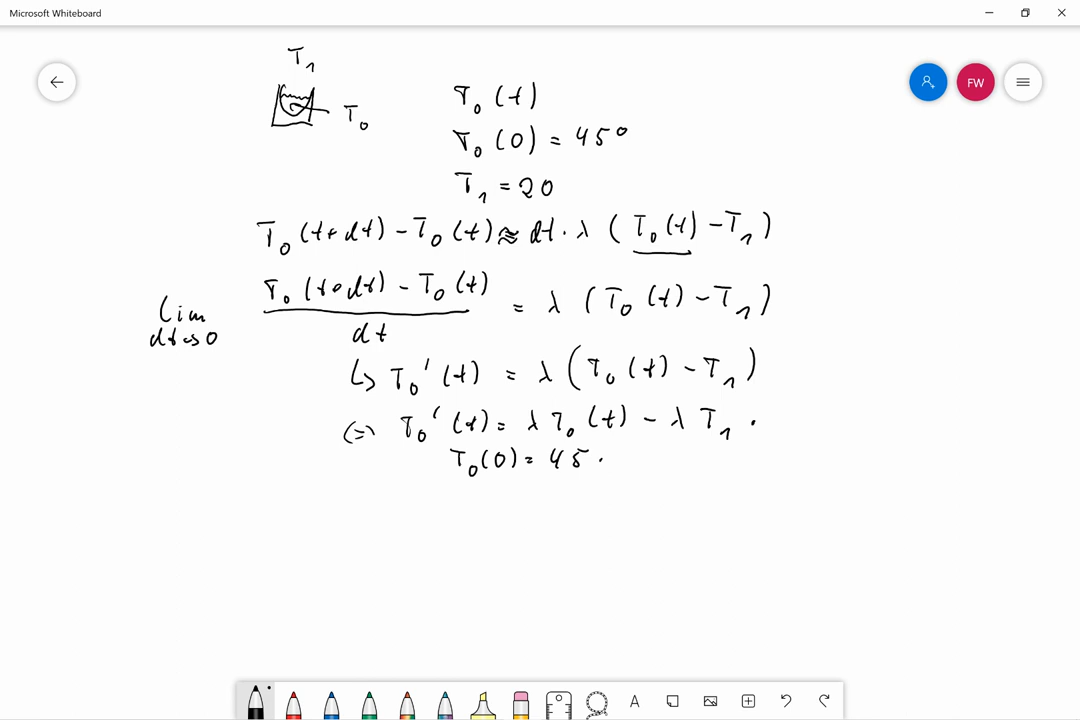 Microsoft Whiteboard
FW
T₁
T₀
T₀(t)
T₀(0) = 45°
T₁ = 20
T₀(t+dt) - T₀(t) ≈ dt · λ (T₀(t) - T₁)
lim dt→0 T₀(t+dt) - T₀(t) / dt = λ (T₀(t) - T₁)
↳ T₀'(t) = λ (T₀(t) - T₁)
⇔ T₀'(t) = λ T₀(t) - λ T₁ .
T₀(0) = 45 .
A